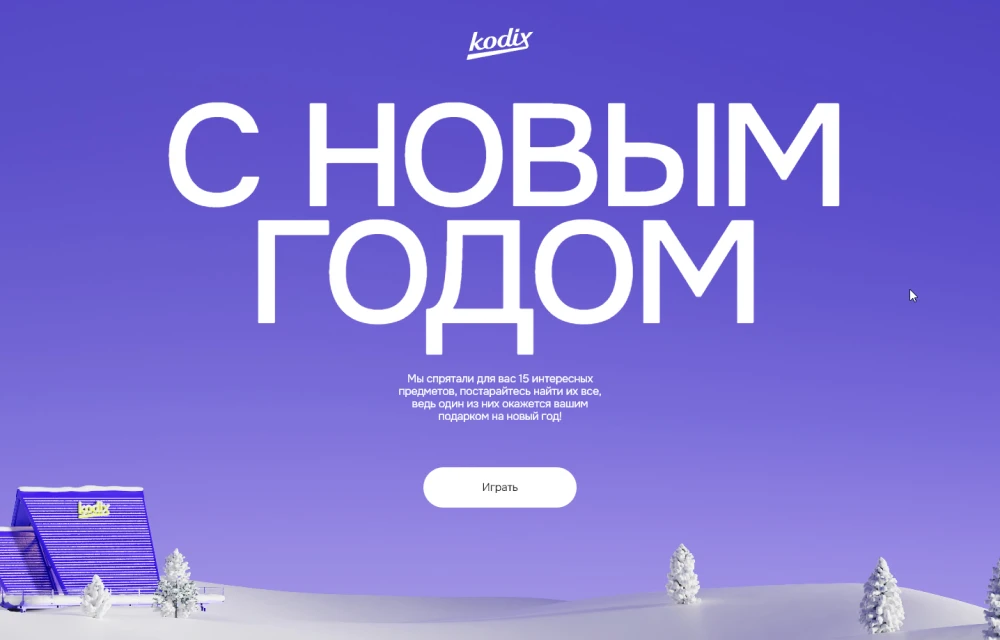 kodix
С НОВЫМ
ГОДОМ
Мы спрятали для вас 15 интересных
предметов, постарайтесь найти их все,
ведь один из них окажется вашим
подарком на новый год!
Играть
kodix